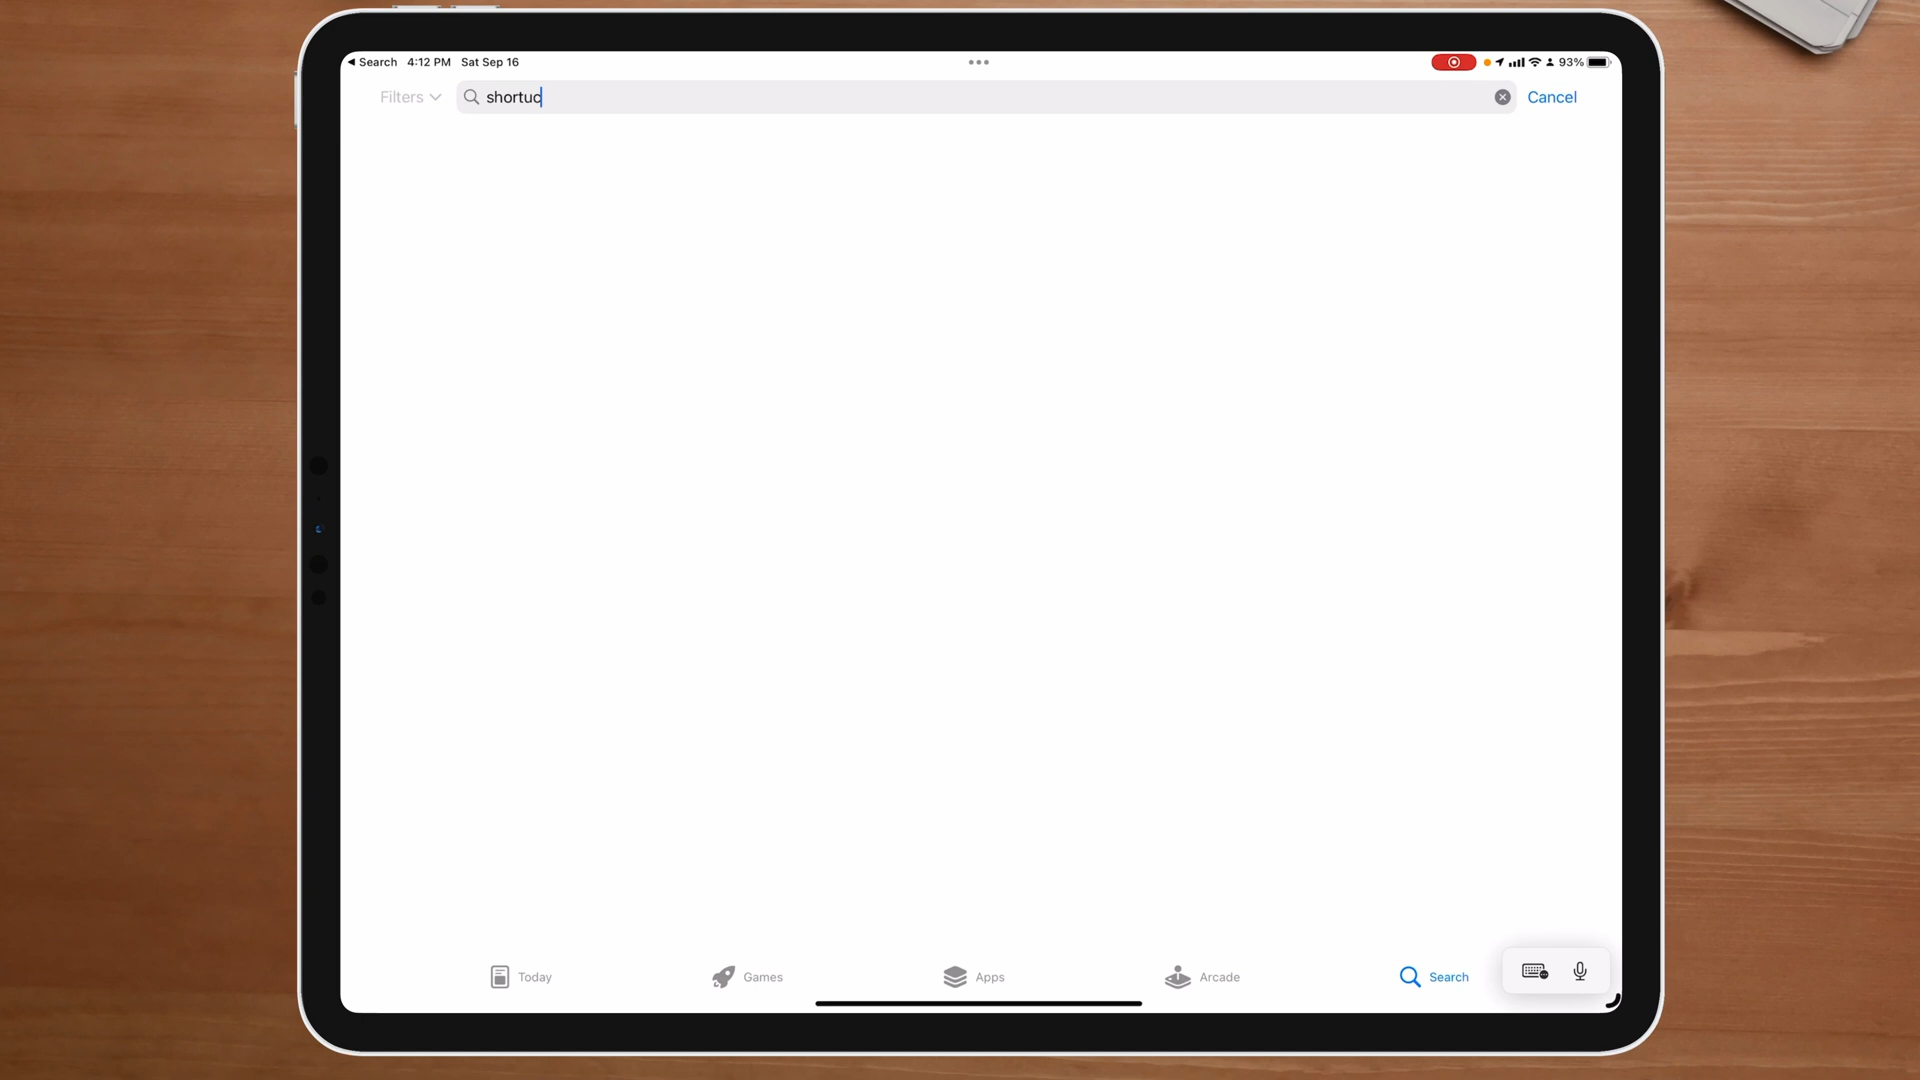 Search 4:12 PM Sat Sep 16
93%
Filters
shortuc
Cancel
Today
Games
Apps
Arcade
Search